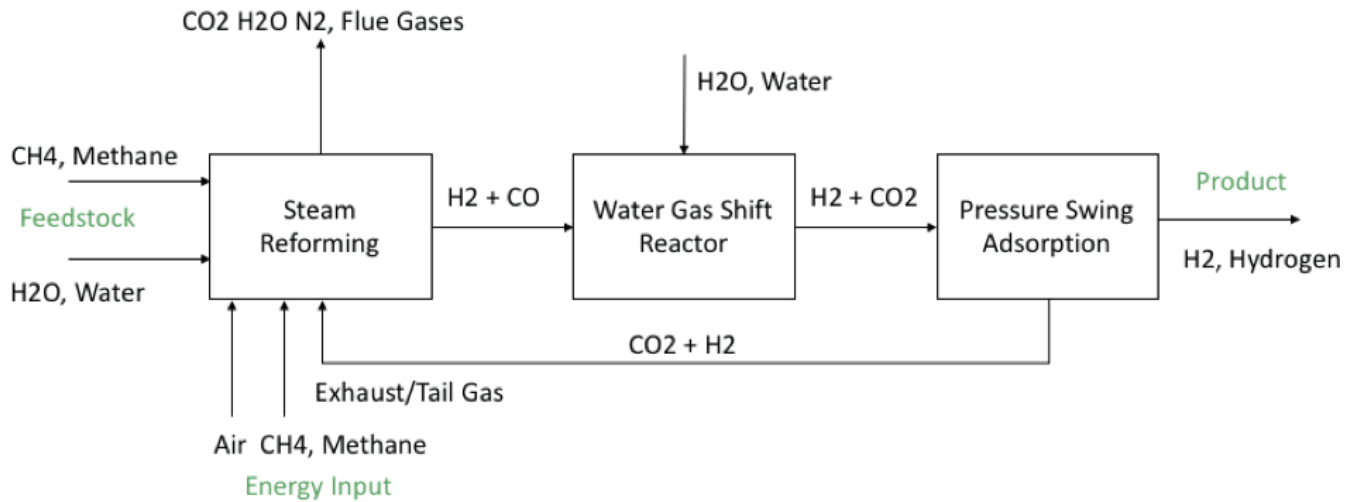 CO2 H2O N2, Flue Gases
H2O, Water
CH4, Methane
Feedstock
H2O, Water
Steam
Reforming
H2 + CO
Water Gas Shift
Reactor
H2 + CO2
Pressure Swing
Adsorption
Product
H2, Hydrogen
CO2 + H2
Exhaust/Tail Gas
Air CH4, Methane
Energy Input